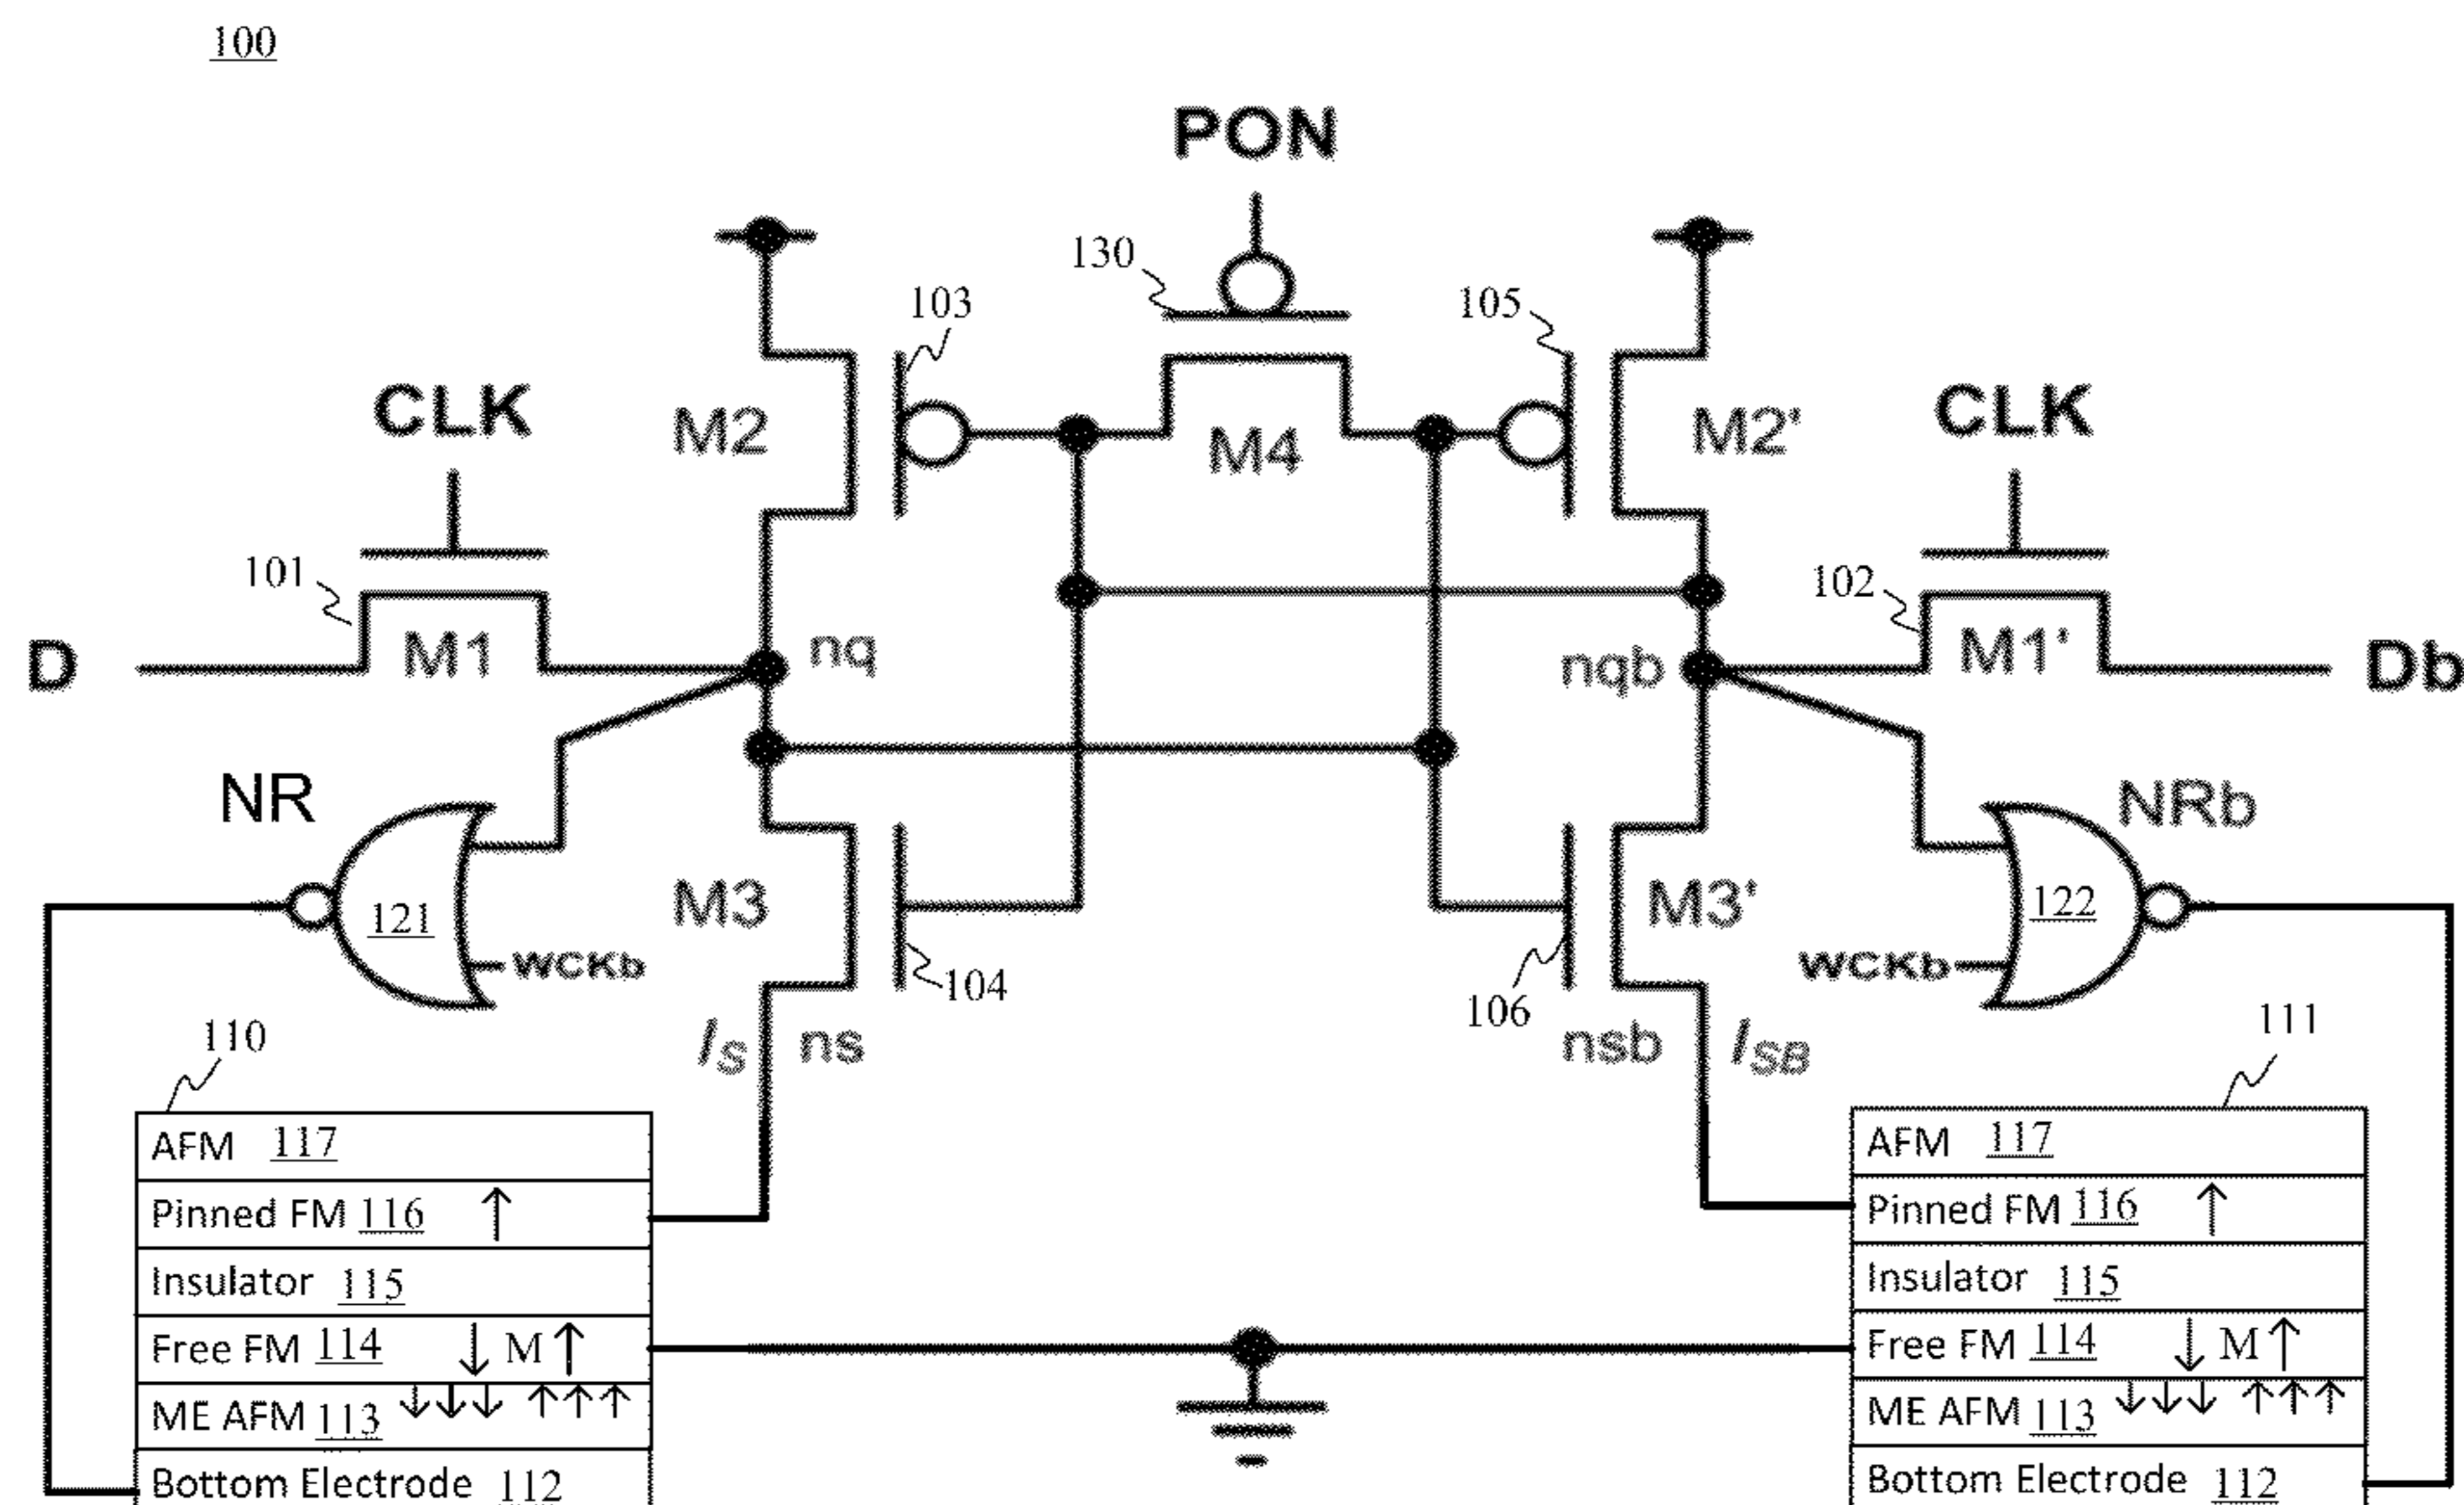 100
PON
130
103
105
CLK
M2
M4
M2'
CLK
101
M1
102
M1'
D
nq
nqb
Db
NR
NRb
121
M3
M3'
122
WCKb
WCKb
104
106
110
I_S
ns
nsb
I_SB
111
AFM 117
Pinned FM 116 ↑
Insulator 115
Free FM 114 ↓ M ↑
ME AFM 113 ↓↓↓ ↑↑↑
Bottom Electrode 112
AFM 117
Pinned FM 116 ↑
Insulator 115
Free FM 114 ↓ M ↑
ME AFM 113 ↓↓↓ ↑↑↑
Bottom Electrode 112